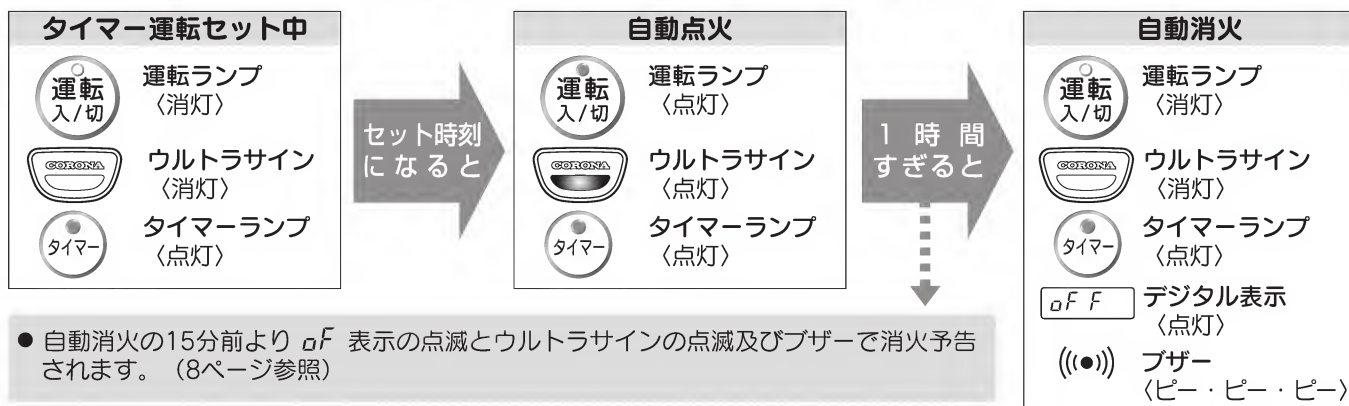 タイマー運転セット中
運転
入/切
運転ランプ
〈消灯〉
CORONA
ウルトラサイン
〈消灯〉
タイマー
タイマーランプ
〈点灯〉
セット時刻
になると
自動点火
運転
入/切
運転ランプ
〈点灯〉
CORONA
ウルトラサイン
〈点灯〉
タイマー
タイマーランプ
〈点灯〉
1時間
すぎると
自動消火
運転
入/切
運転ランプ
〈消灯〉
CORONA
ウルトラサイン
〈消灯〉
タイマー
タイマーランプ
〈点灯〉
oFF
デジタル表示
〈点灯〉
ブザー
〈ピー・ピー・ピー〉
●自動消火の15分前より oF 表示の点滅とウルトラサインの点滅及びブザーで消火予告
されます。(8ページ参照)